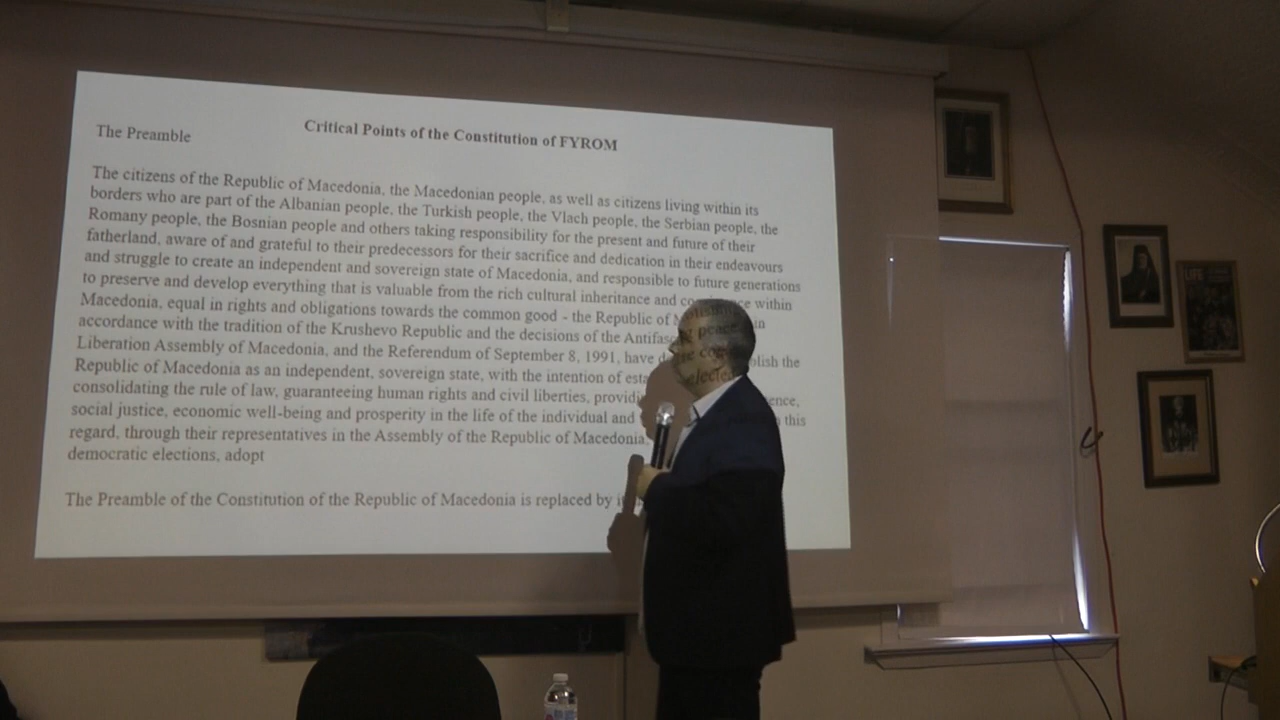 Critical Points of the Constitution of FYROM
The Preamble
The citizens of the Republic of Macedonia, the Macedonian people, as well as citizens living within its
borders who are part of the Albanian people, the Turkish people, the Vlach people, the Serbian people, the
Romany people, the Bosnian people and others taking responsibility for the present and future of their
fatherland, aware of and grateful to their predecessors for their sacrifice and dedication in their endeavours
and struggle to create an independent and sovereign state of Macedonia, and responsible to future generations
to preserve and develop everything that is valuable from the rich cultural inheritance and within
Macedonia, equal in rights and obligations towards the common good - the Republic of in
accordance with the tradition of the Krushevo Republic and the decisions of the
Liberation Assembly of Macedonia, and the Referendum of September 8, 1991, have the
Republic of Macedonia as an independent, sovereign state, with the intention of
consolidating the rule of law, guaranteeing human rights and civil liberties, peace
social justice, economic well-being and prosperity in the life of the individual and this
regard, through their representatives in the Assembly of the Republic of Macedonia, elected
democratic elections, adopt
The Preamble of the Constitution of the Republic of Macedonia is replaced by
LIFE